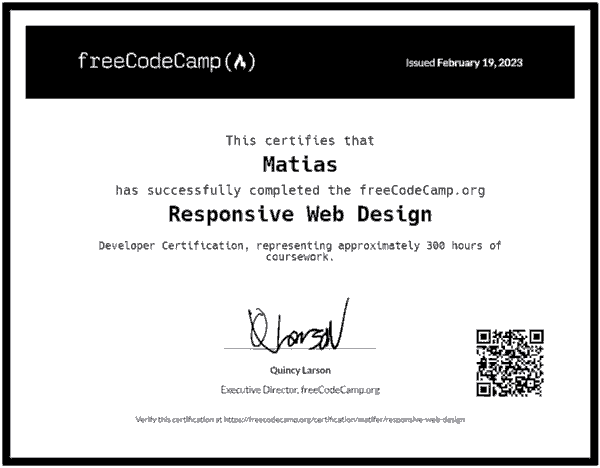 freeCodeCamp(🔥)
Issued February 19, 2023
This certifies that
Matias
has successfully completed the freeCodeCamp.org
Responsive Web Design
Developer Certification, representing approximately 300 hours of
coursework.
Q Larson
Quincy Larson
Executive Director, freeCodeCamp.org
Verify this certification at https://freecodecamp.org/certification/matifer/responsive-web-design